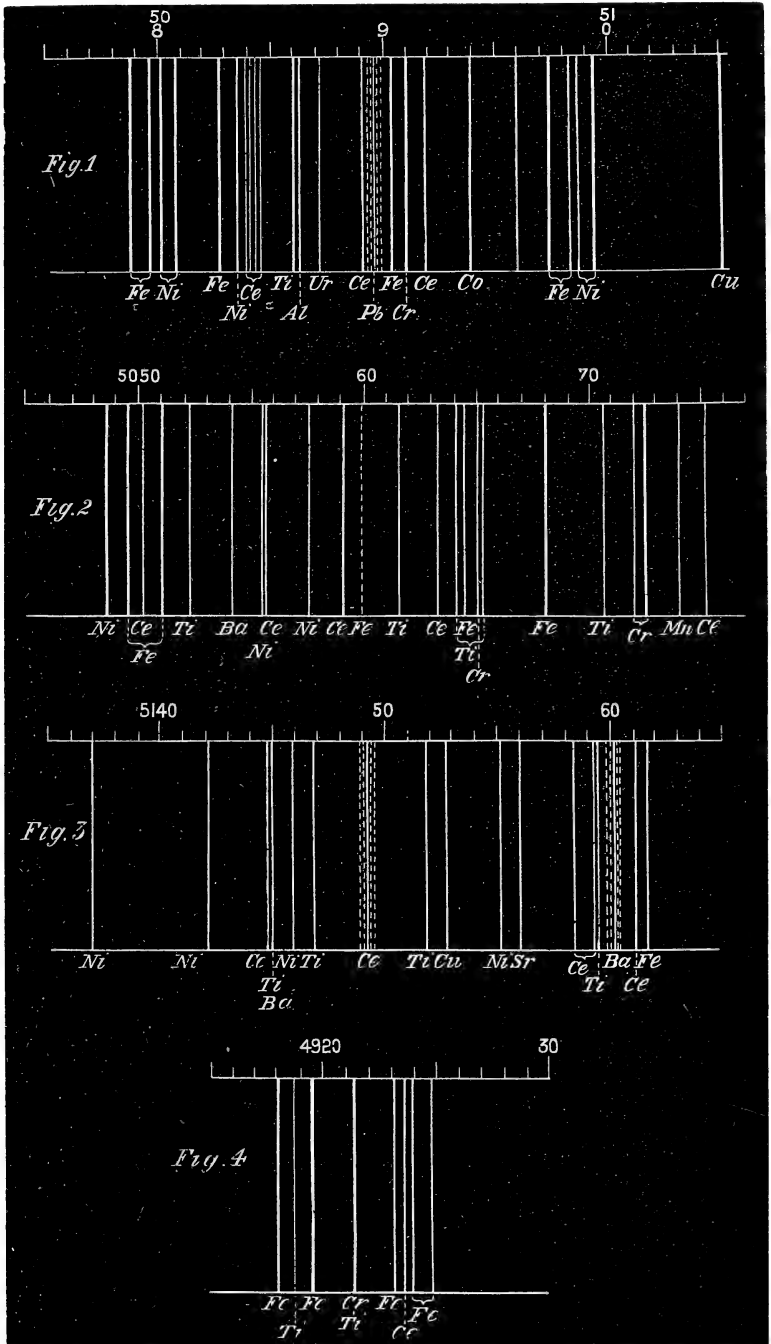 50 51
8 9 0
Fig.1
Fe Ni Fe Ce Ti Ur Ce Fe Ce Co Fe Ni Cu
Ni Al Pb Cr
5050 60 70
Fig.2
Ni Ce Ti Ba Ce Ni Ce Fe Ti Ce Fe Fe Ti Cr Mn Ce
Fe Ni Ti
Cr
5140 50 60
Fig.3
Ni Ni Ce Ni Ti Ce Ti Cu Ni Sr Ce Ba Fe
Ti Ti Ce
Ba
4920 30
Fig.4
Fe Fe Cr Fe Fe
Ti Ti Ce